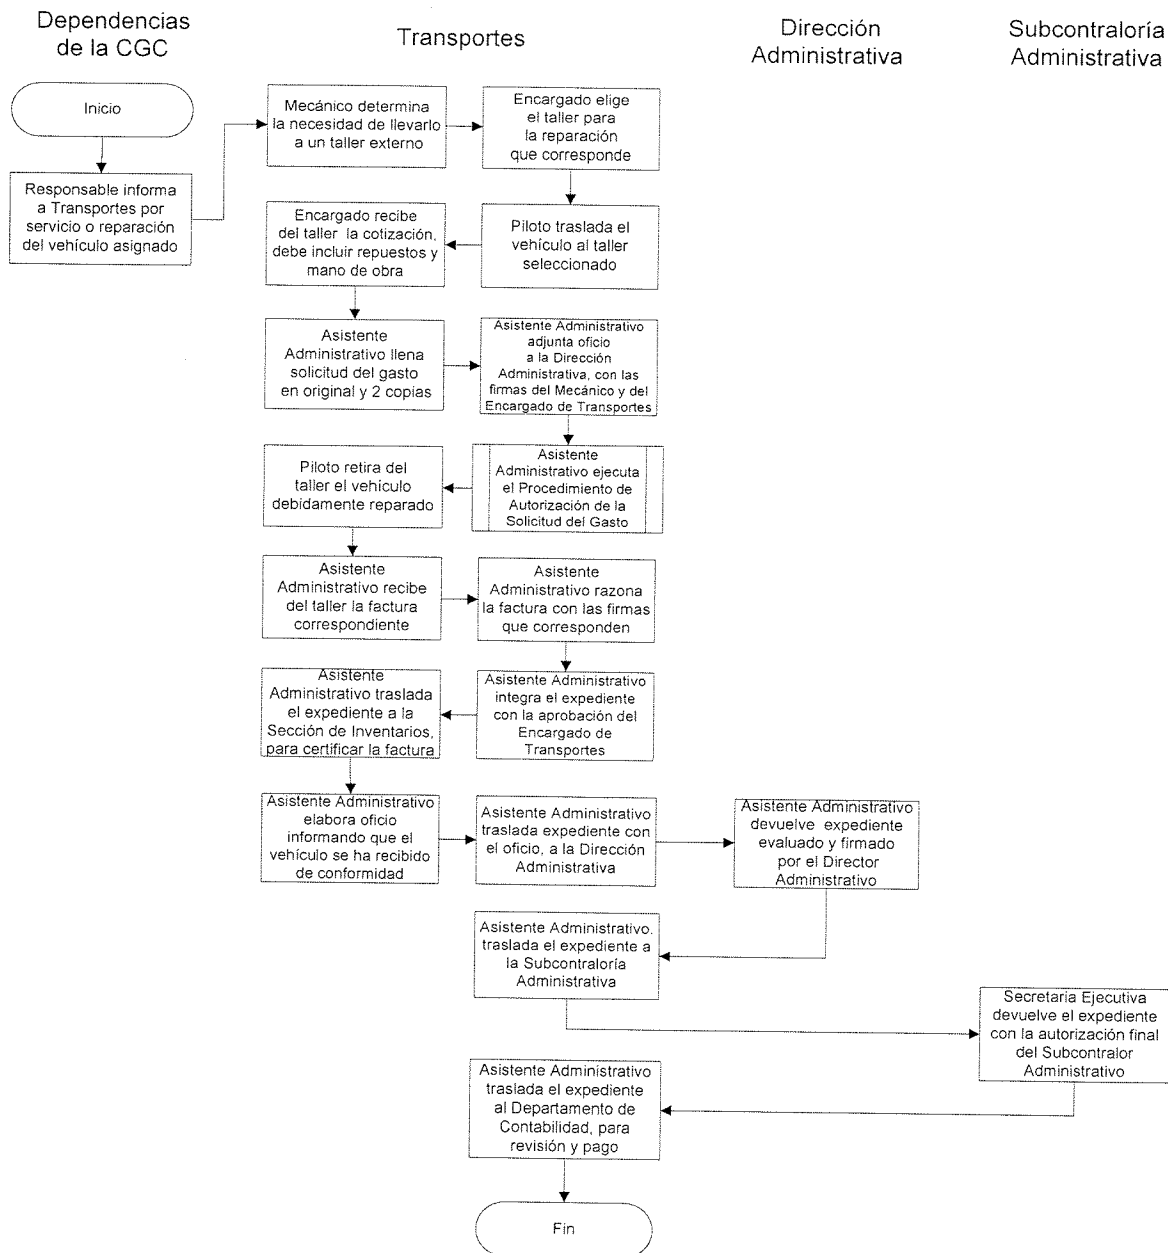 Dependencias
de la CGC
Transportes
Dirección
Administrativa
Subcontraloría
Administrativa
Inicio
Responsable informa
a Transportes por
servicio o reparación
del vehículo asignado
Mecánico determina
la necesidad de llevarlo
a un taller externo
Encargado elige
el taller para
la reparación
que corresponde
Piloto traslada el
vehículo al taller
seleccionado
Encargado recibe
del taller la cotización,
debe incluir repuestos y
mano de obra
Asistente
Administrativo llena
solicitud del gasto
en original y 2 copias
Asistente Administrativo
adjunta oficio
a la Dirección
Administrativa, con las
firmas del Mecánico y del
Encargado de Transportes
Asistente
Administrativo ejecuta
el Procedimiento de
Autorización de la
Solicitud del Gasto
Piloto retira del
taller el vehículo
debidamente reparado
Asistente
Administrativo recibe
del taller la factura
correspondiente
Asistente
Administrativo razona
la factura con las firmas
que corresponden
Asistente Administrativo
integra el expediente
con la aprobación del
Encargado de
Transportes
Asistente
Administrativo traslada
el expediente a la
Sección de Inventarios,
para certificar la factura
Asistente Administrativo
elabora oficio
informando que el
vehículo se ha recibido
de conformidad
Asistente Administrativo
traslada expediente con
el oficio, a la Dirección
Administrativa
Asistente Administrativo
devuelve expediente
evaluado y firmado
por el Director
Administrativo
Asistente Administrativo.
traslada el expediente a
la Subcontraloría
Administrativa
Secretaria Ejecutiva
devuelve el expediente
con la autorización final
del Subcontralor
Administrativo
Asistente Administrativo
traslada el expediente
al Departamento de
Contabilidad, para
revisión y pago
Fin